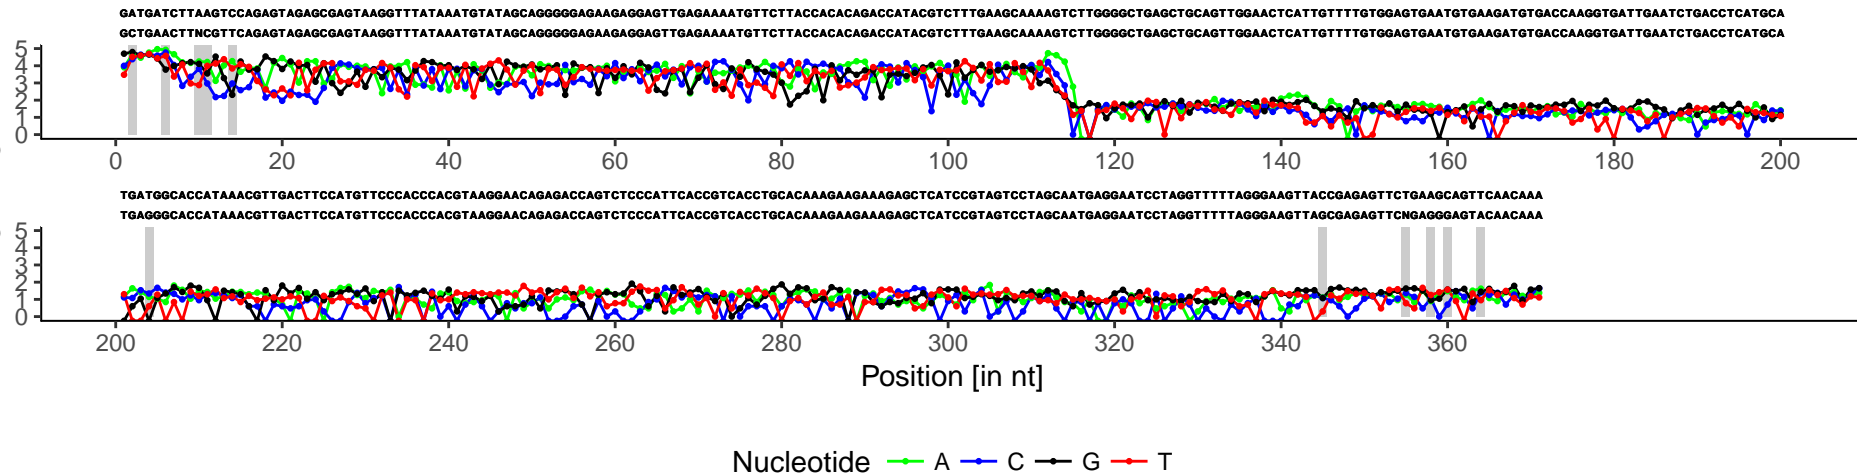 GATGATCTTAAGTCCAGAGTAGAGCGAGTAAGGTTTATAAATGTATAGCAGGGGGAGAAGAGGAGTTGAGAAAATGTTCTTACCACACAGACCATACGTCTTTGAAGCAAAAGTCTTGGGGCTGAGCTGCAGTTGGAACTCATTGTTTTGTGGAGTGAATGTGAAGATGTGACCAAGGTGATTGAATCTGACCTCATGCA
GCTGAACTTNCGTTCAGAGTAGAGCGAGTAAGGTTTATAAATGTATAGCAGGGGGAGAAGAGGAGTTGAGAAAATGTTCTTACCACACAGACCATACGTCTTTGAAGCAAAAGTCTTGGGGCTGAGCTGCAGTTGGAACTCATTGTTTTGTGGAGTGAATGTGAAGATGTGACCAAGGTGATTGAATCTGACCTCATGCA
5
4
3
2
1
0
0 20 40 60 80 100 120 140 160 180 200
TGATGGCACCATAAACGTTGACTTCCATGTTCCCACCCACGTAAGGAACAGAGACCAGTCTCCCATTCACCGTCACCTGCACAAAGAAGAAAGAGCTCATCCGTAGTCCTAGCAATGAGGAATCCTAGGTTTTTAGGGAAGTTACCGAGAGTTCTGAAGCAGTTCAACAAA
TGAGGGCACCATAAACGTTGACTTCCATGTTCCCACCCACGTAAGGAACAGAGACCAGTCTCCCATTCACCGTCACCTGCACAAAGAAGAAAGAGCTCATCCGTAGTCCTAGCAATGAGGAATCCTAGGTTTTTAGGGAAGTTAGCGAGAGTTCNGAGGGAGTACAACAAA
5
4
3
2
1
0
200 220 240 260 280 300 320 340 360
Position [in nt]
Nucleotide A C G T